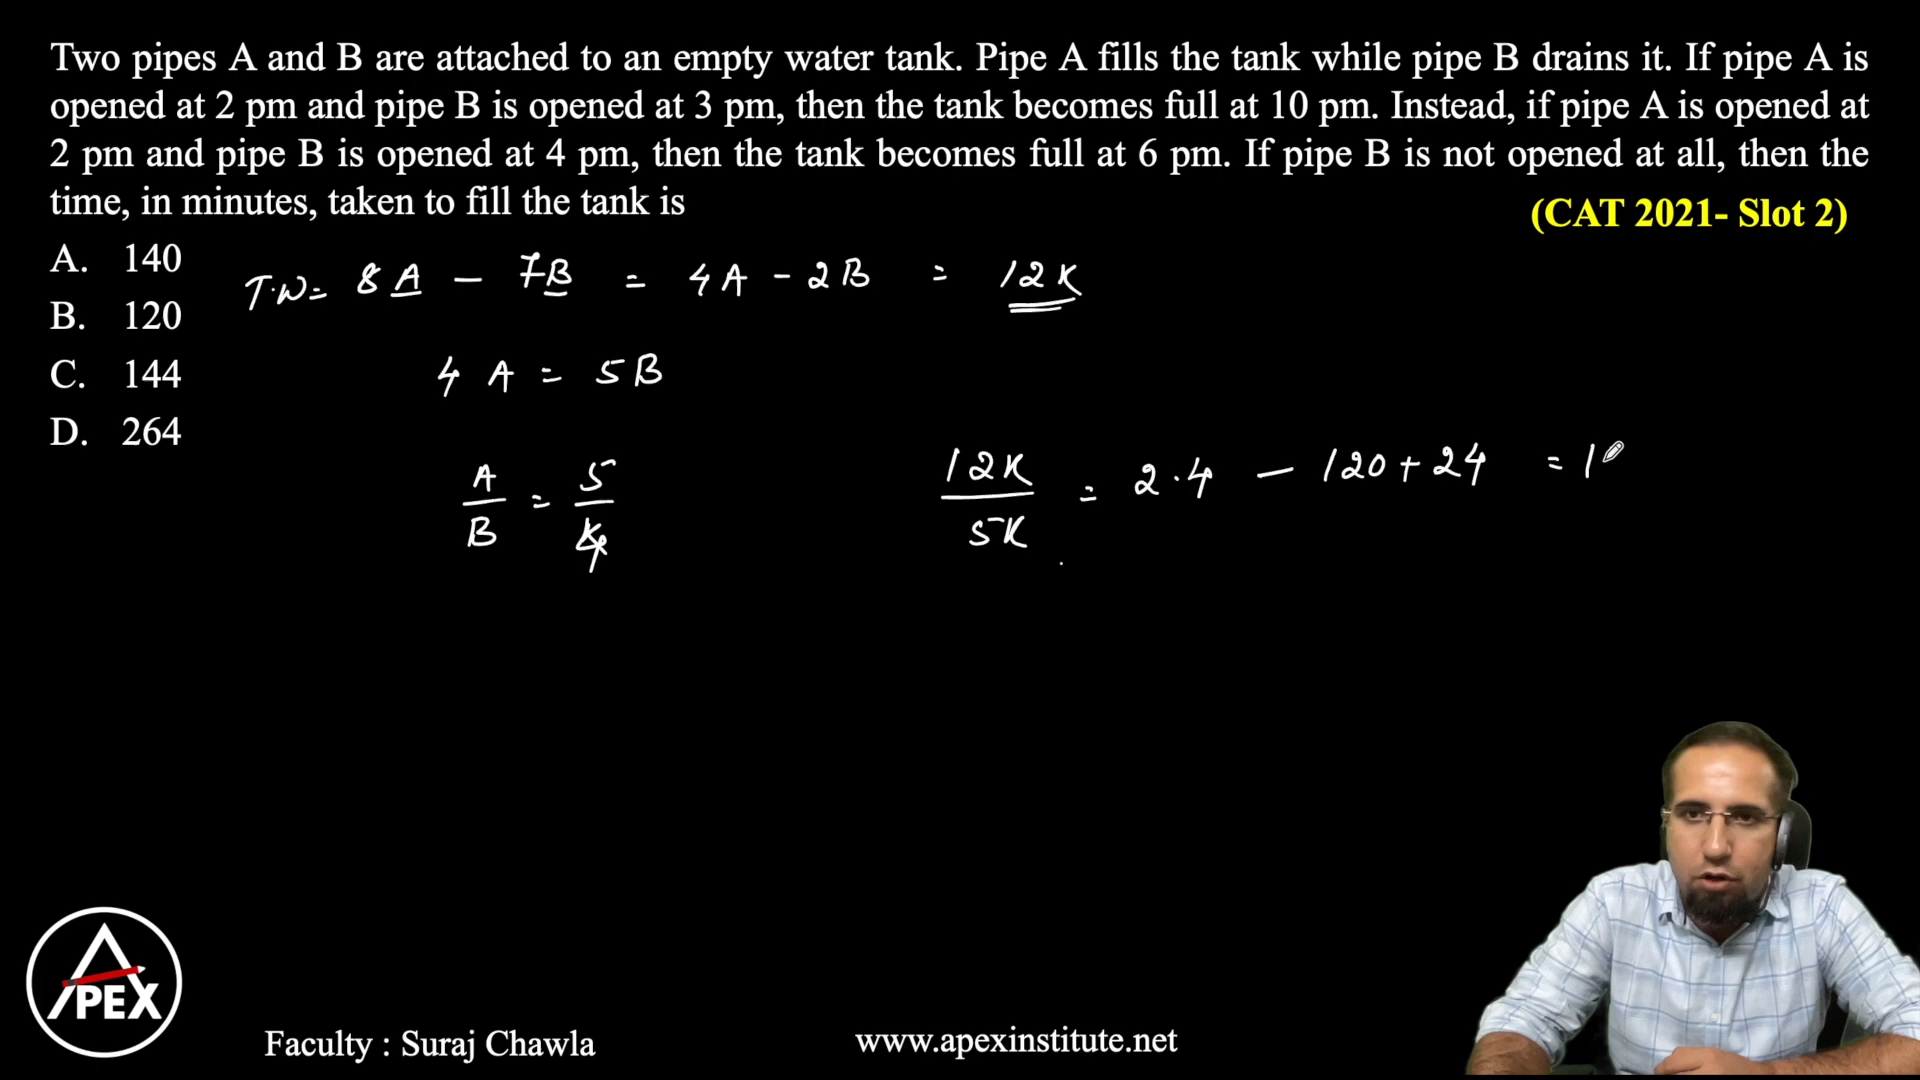 Two pipes A and B are attached to an empty water tank. Pipe A fills the tank while pipe B drains it. If pipe A is
opened at 2 pm and pipe B is opened at 3 pm, then the tank becomes full at 10 pm. Instead, if pipe A is opened at
2 pm and pipe B is opened at 4 pm, then the tank becomes full at 6 pm. If pipe B is not opened at all, then the
time, in minutes, taken to fill the tank is
(CAT 2021- Slot 2)
A. 140
B. 120
C. 144
D. 264
T.W= 8A - 7B = 4A - 2B = 12K
4A = 5B
A/B = 5/4
12K/5K = 2.4 - 120 + 24 = 1
APEX
Faculty : Suraj Chawla
www.apexinstitute.net